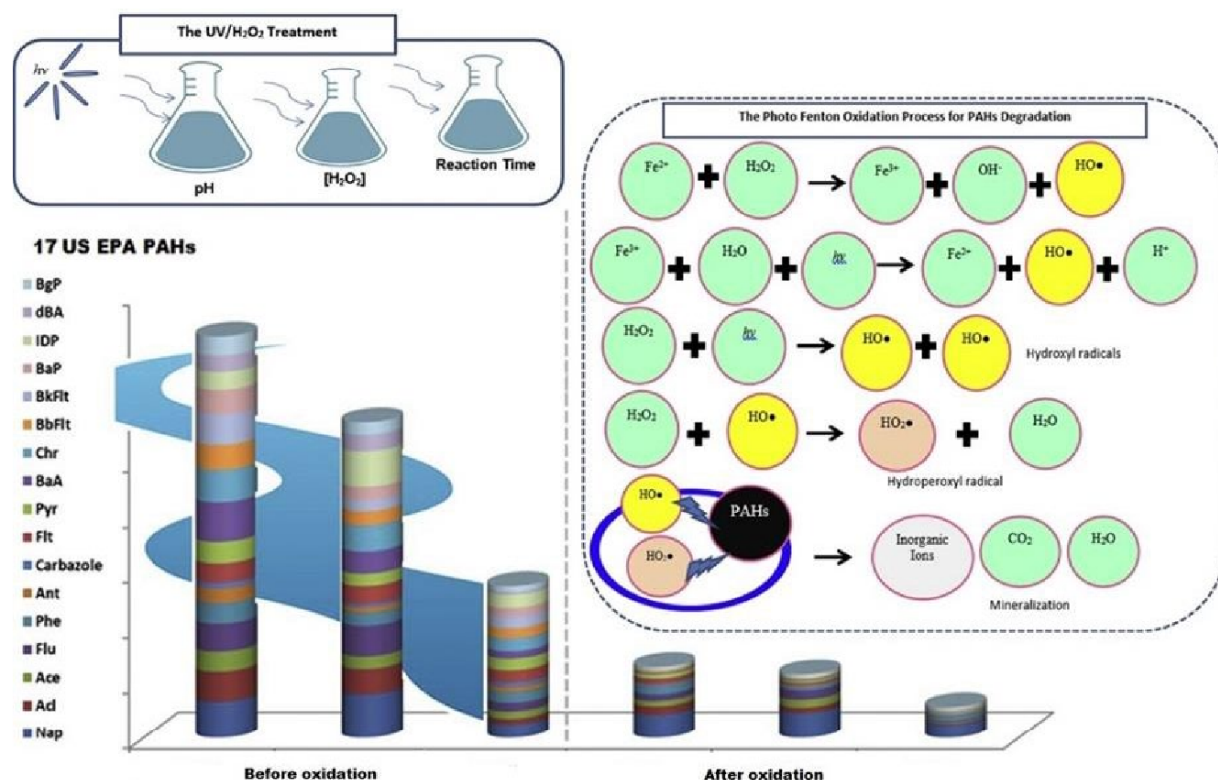 The UV/H₂O₂ Treatment
hv
pH
[H₂O₂]
Reaction Time
17 US EPA PAHs
BgP
dBA
IDP
BaP
BkFlt
BbFlt
Chr
BaA
Pyr
Flt
Carbazole
Ant
Phe
Flu
Ace
Acl
Nap
Before oxidation
After oxidation
The Photo Fenton Oxidation Process for PAHs Degradation
Fe²⁺ + H₂O₂ → Fe³⁺ + OH⁻ + HO•
Fe³⁺ + H₂O + hv → Fe²⁺ + HO• + H⁺
H₂O₂ + hv → HO• + HO• Hydroxyl radicals
H₂O₂ + HO• → HO₂• + H₂O
Hydroperoxyl radical
HO•
HO₂•
PAHs
→
Inorganic
Ions
CO₂
H₂O
Mineralization